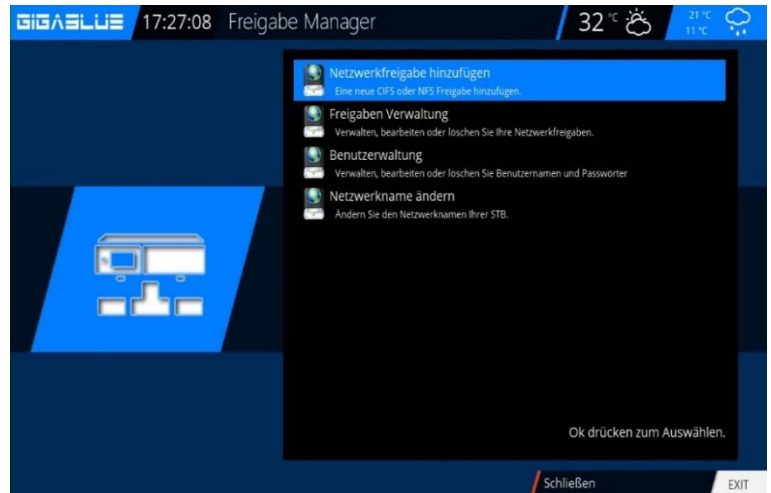 GIGABLUE 17:27:08 Freigabe Manager 32 °C 21 °C
11 °C
Netzwerkfreigabe hinzufügen
Eine neue CIFS oder NFS Freigabe hinzufügen.
Freigaben Verwaltung
Verwalten, bearbeiten oder löschen Sie Ihre Netzwerkfreigaben.
Benutzerwaltung
Verwalten, bearbeiten oder löschen Sie Benutzernamen und Passwörter
Netzwerkname ändern
Ändern Sie den Netzwerknamen Ihrer STB.
Ok drücken zum Auswählen.
Schließen EXIT